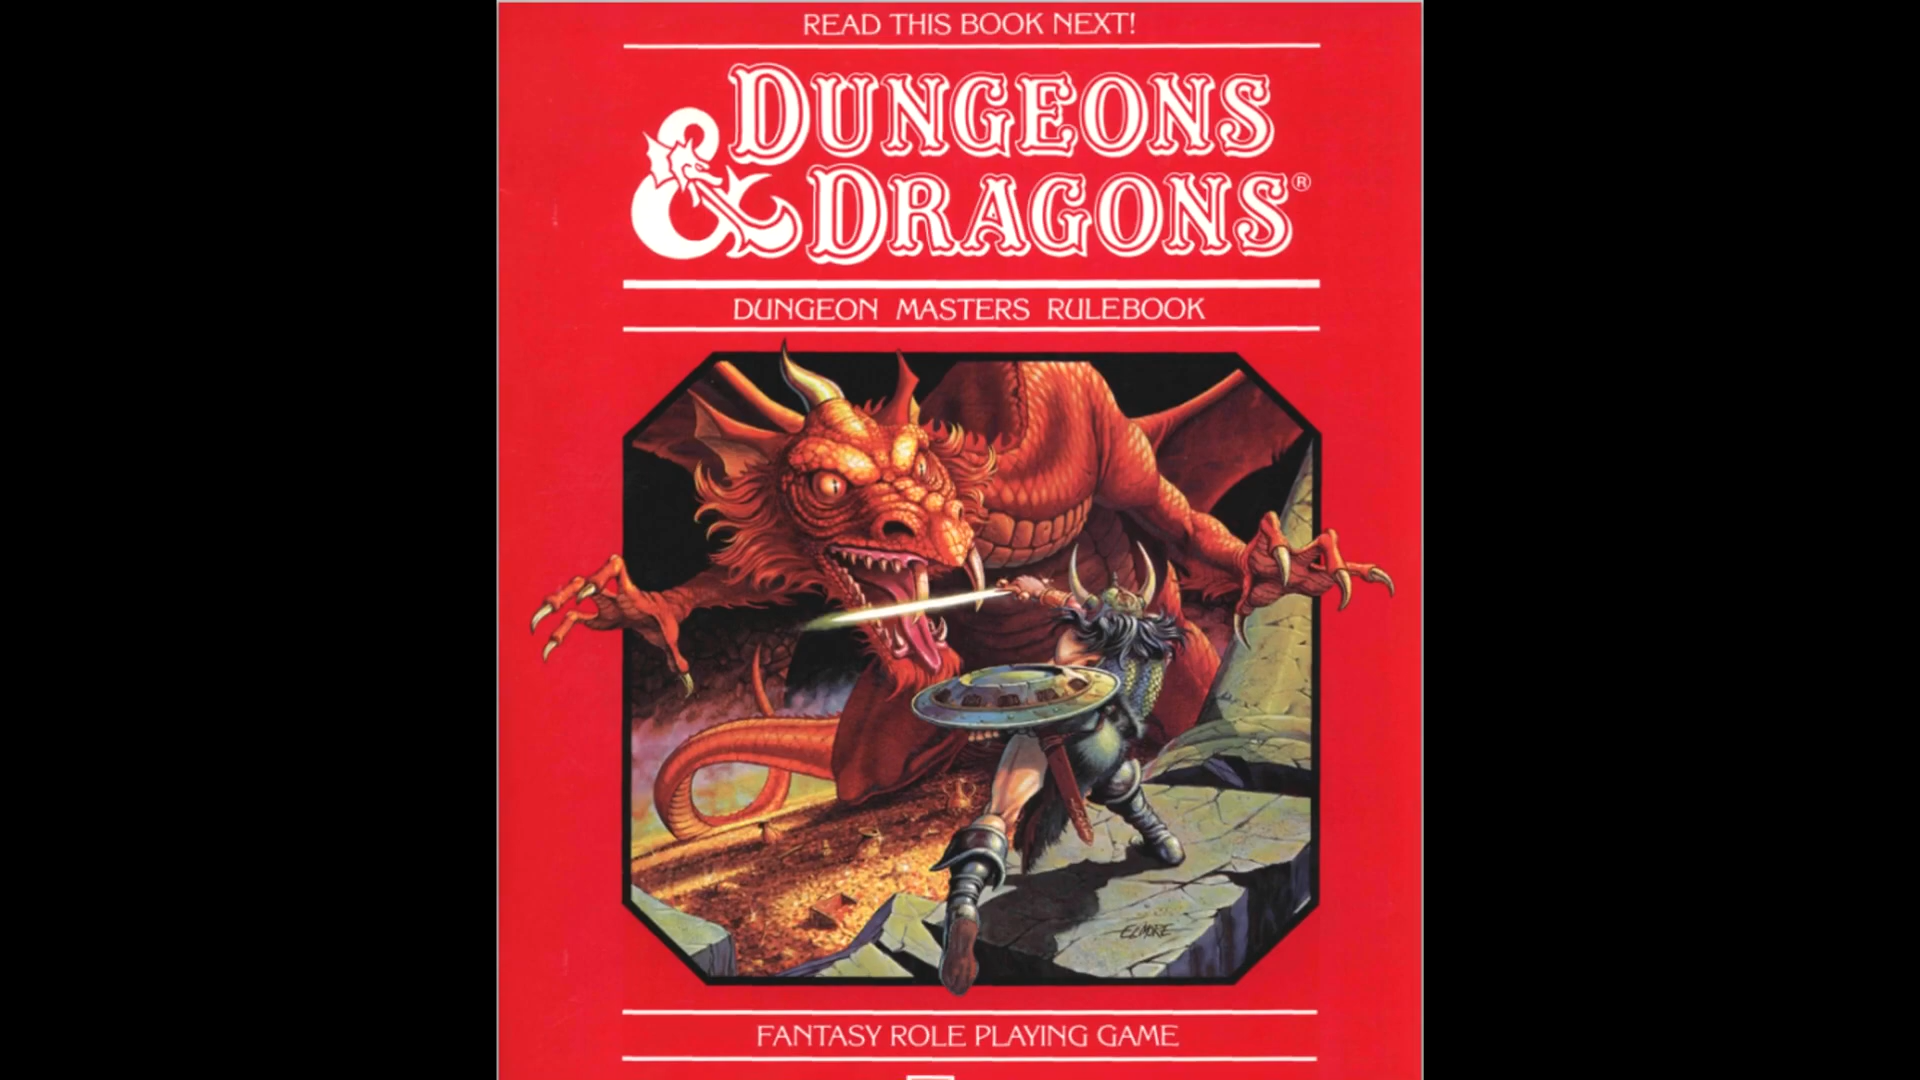 READ THIS BOOK NEXT!
DUNGEONS
& DRAGONS®
DUNGEON MASTERS RULEBOOK
ELMORE
FANTASY ROLE PLAYING GAME